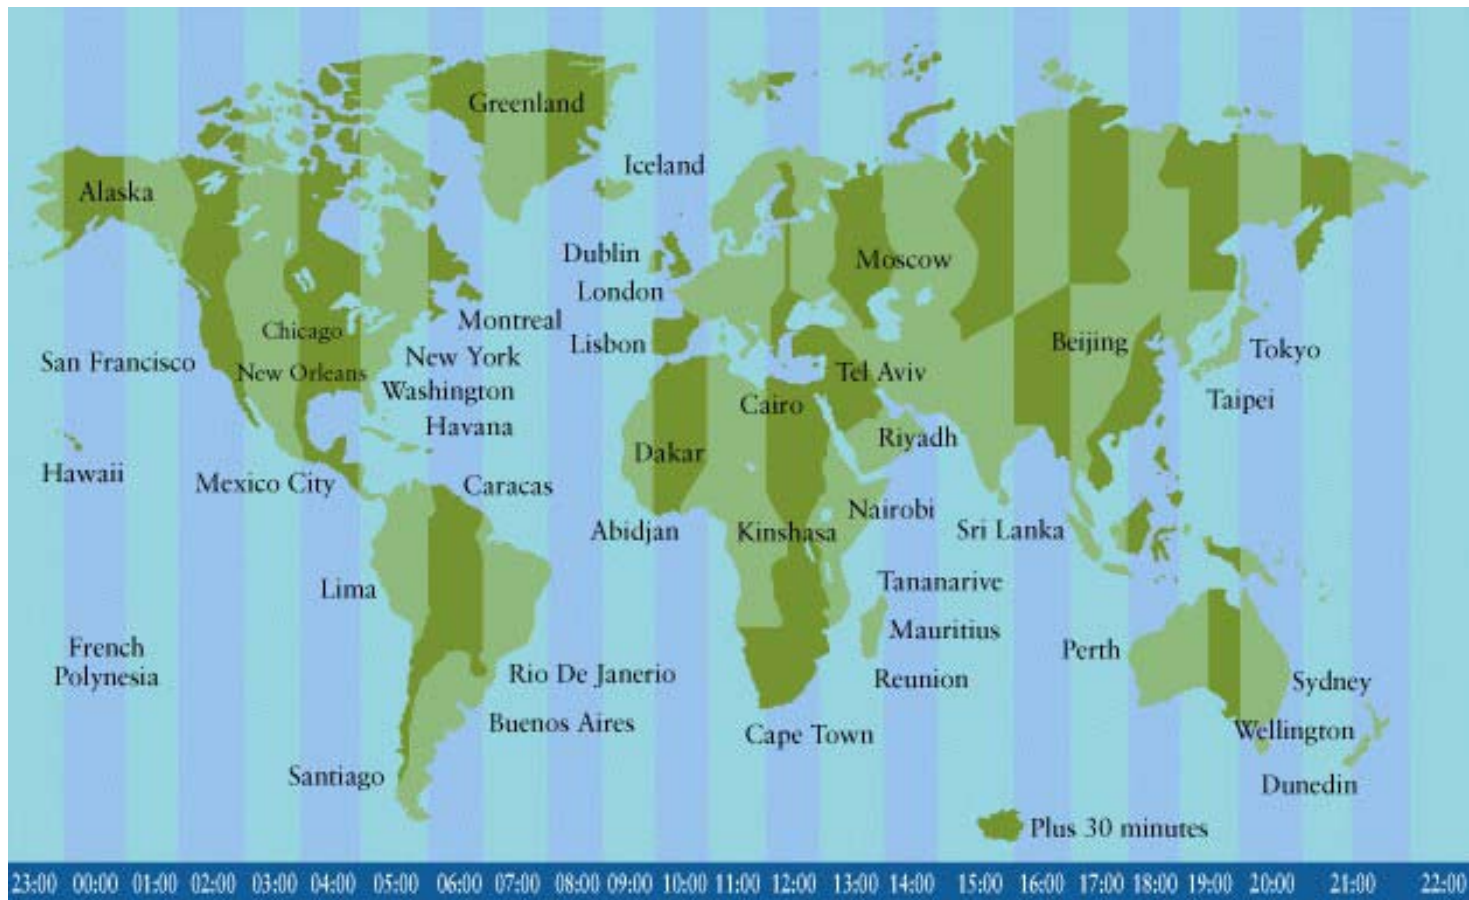 Greenland
Iceland
Alaska
Dublin
Moscow
London
Montreal
Chicago
Lisbon
Beijing
Tokyo
San Francisco
New York
New Orleans
Tel Aviv
Washington
Cairo
Taipei
Havana
Riyadh
Dakar
Hawaii
Mexico City
Caracas
Nairobi
Abidjan
Kinshasa
Sri Lanka
Lima
Tananarive
Mauritius
French
Polynesia
Perth
Rio De Janerio
Reunion
Sydney
Buenos Aires
Cape Town
Wellington
Santiago
Dunedin
Plus 30 minutes
23:00 00:00 01:00 02:00 03:00 04:00 05:00 06:00 07:00 08:00 09:00 10:00 11:00 12:00 13:00 14:00 15:00 16:00 17:00 18:00 19:00 20:00 21:00 22:00